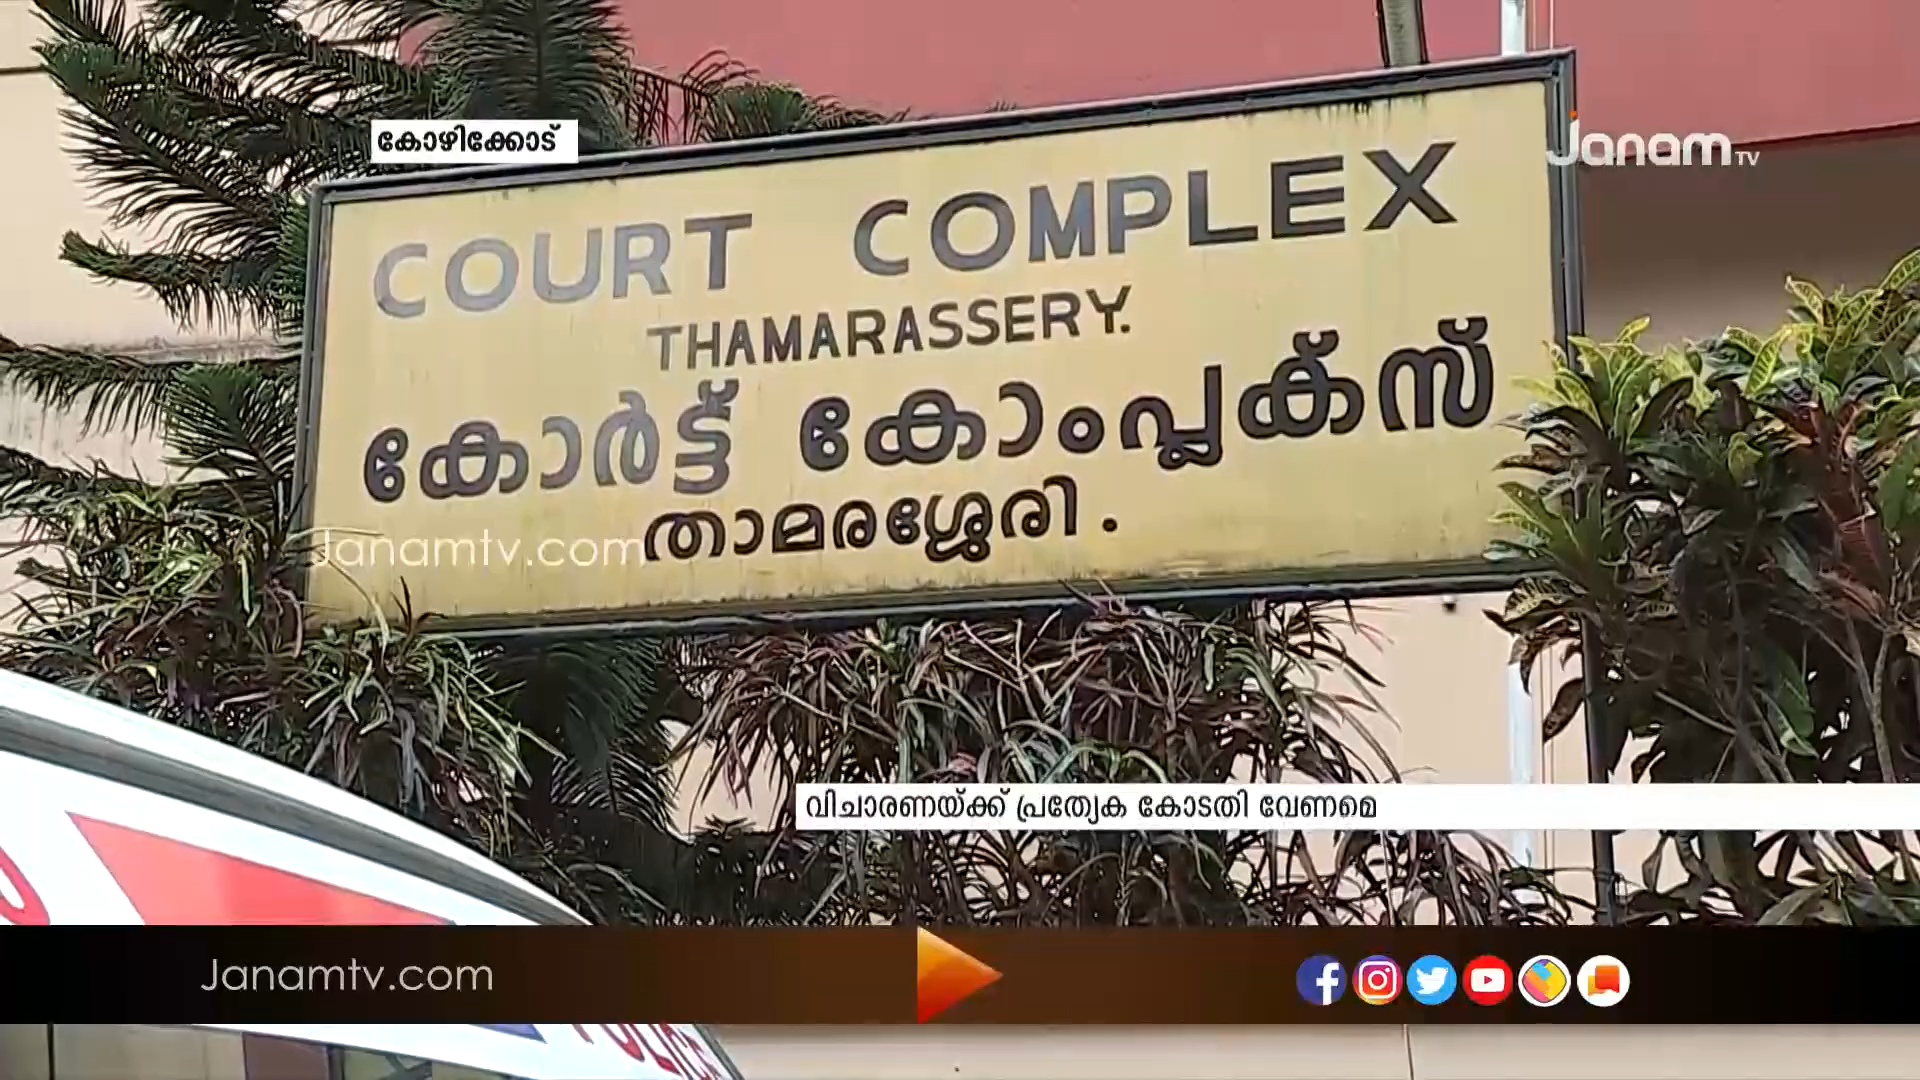 കോഴിക്കോട്
Janam TV
COURT COMPLEX
THAMARASSERY.
കോർട്ട് കോംപ്ലക്സ്
താമരശ്ശേരി.
Janamtv.com
വിചാരണയ്ക്ക് പ്രത്യേക കോടതി വേണമെ
Janamtv.com